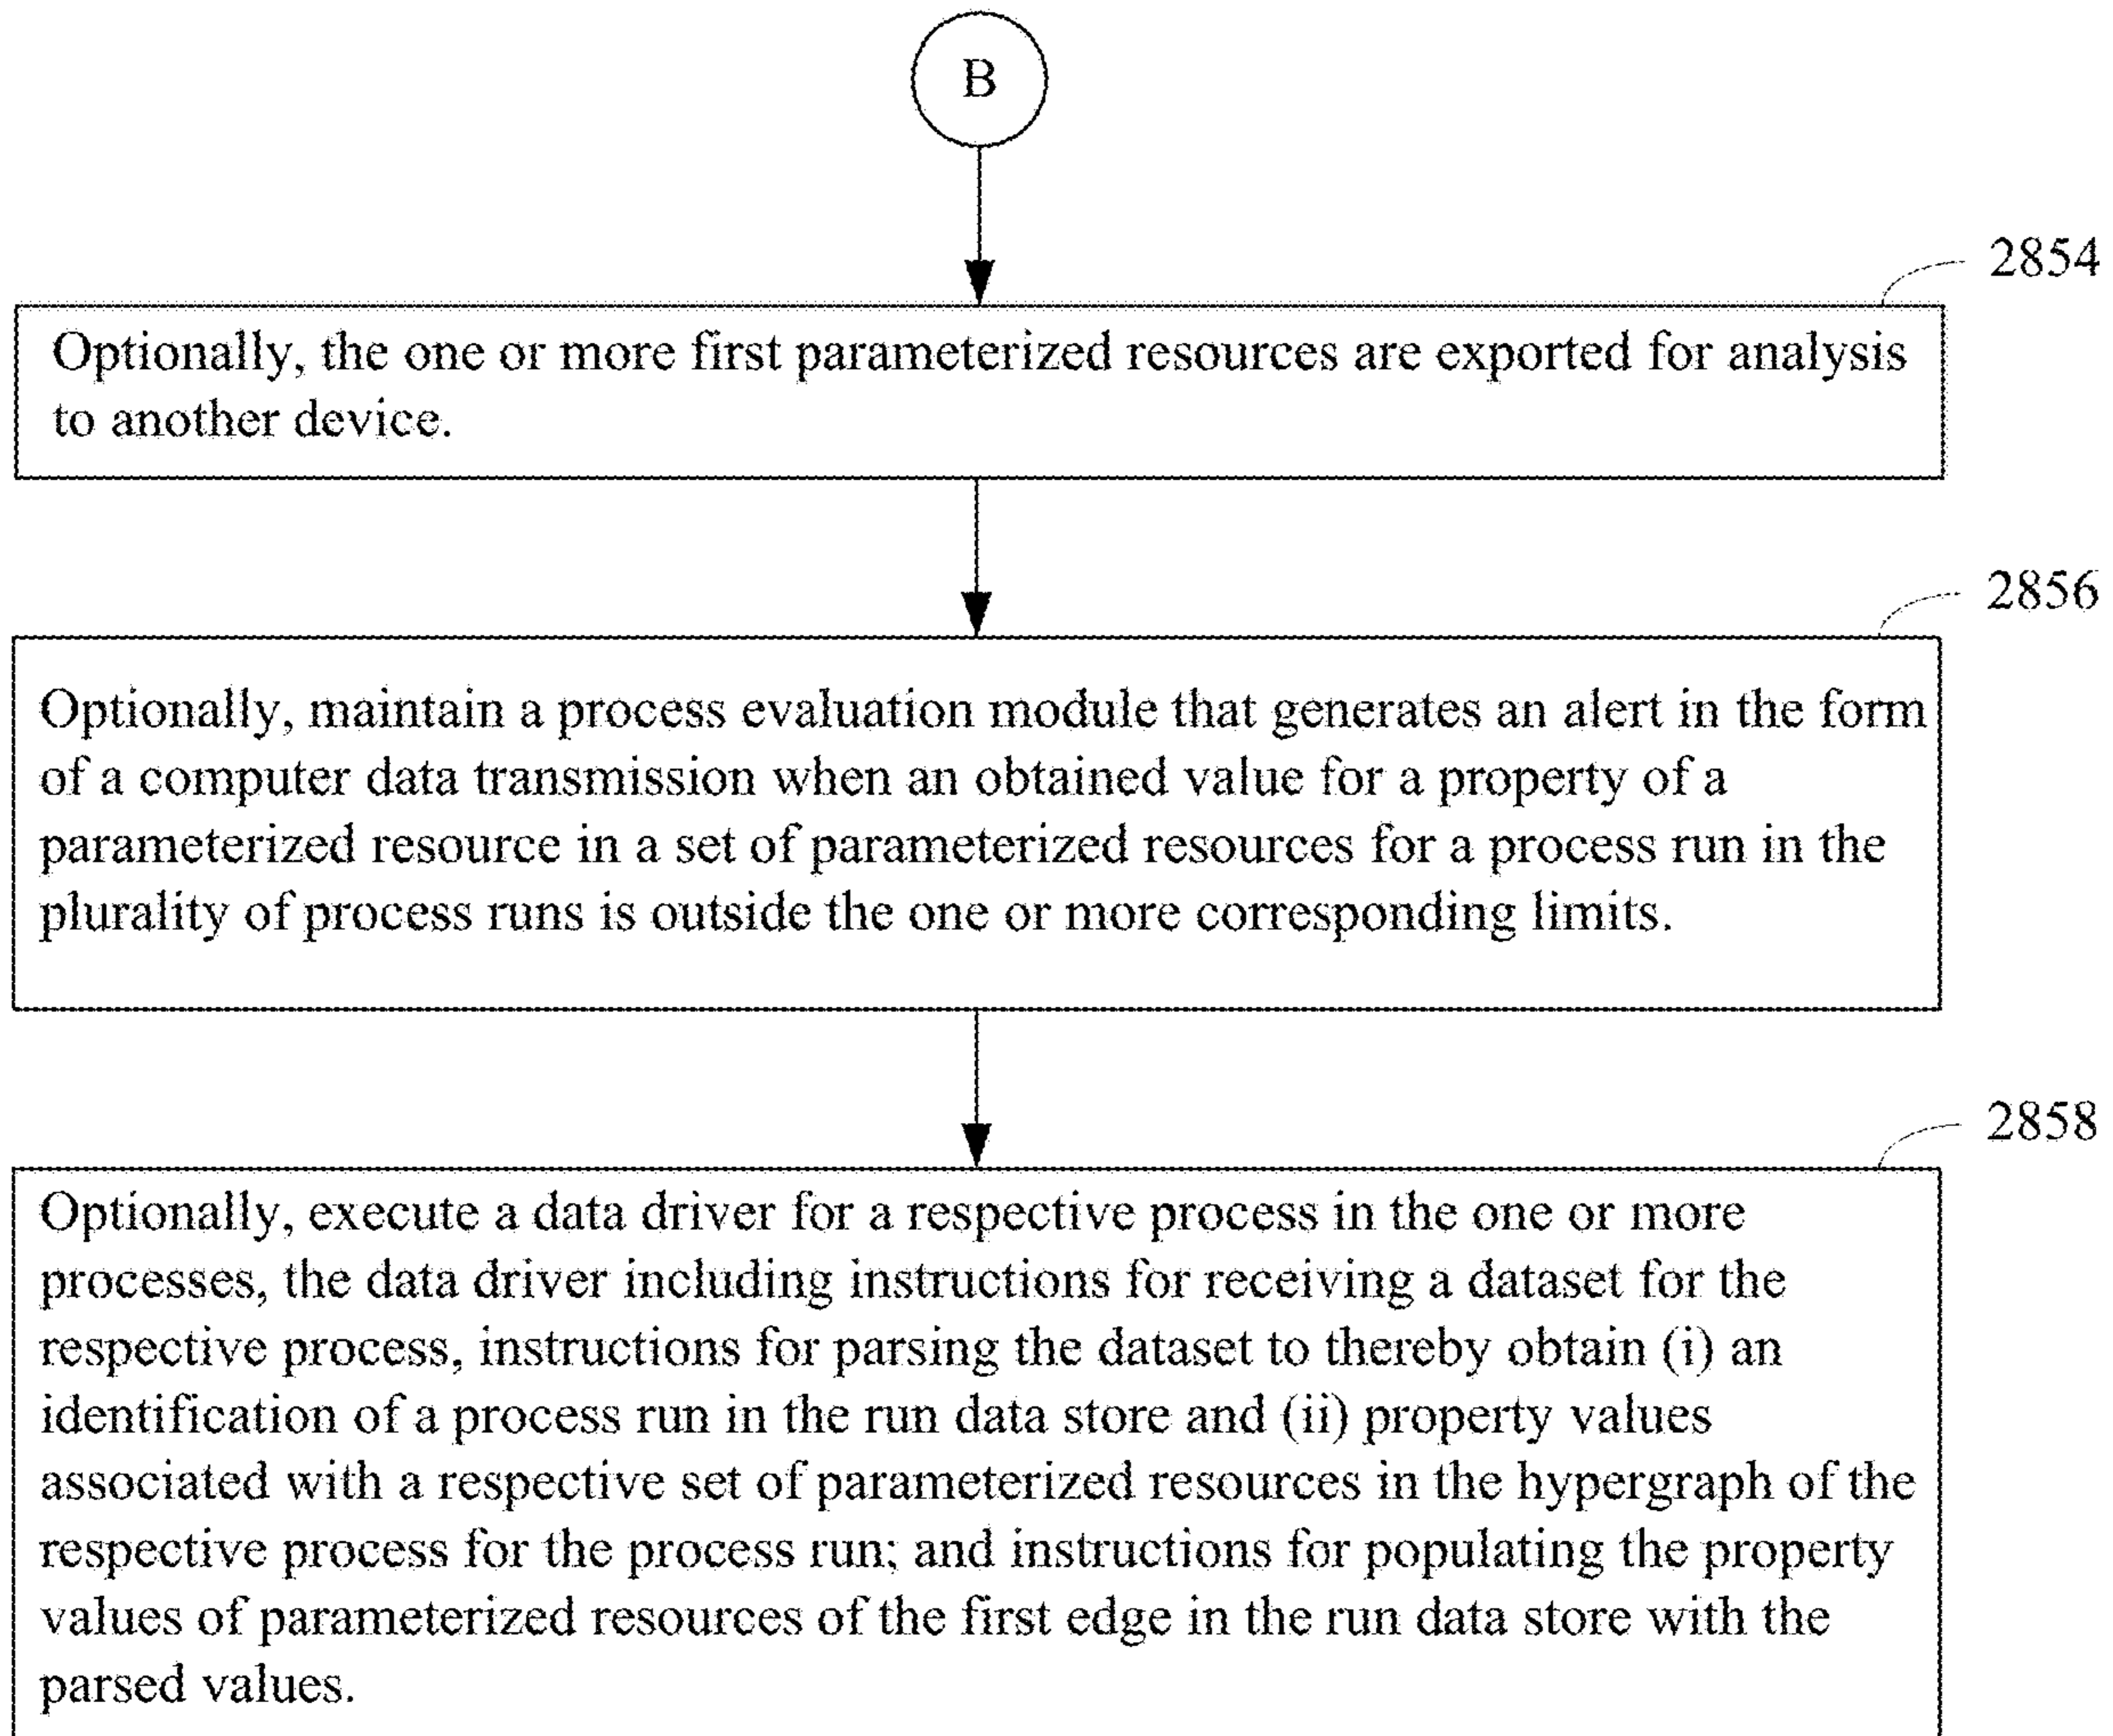 B
2854
Optionally, the one or more first parameterized resources are exported for analysis
to another device.
2856
Optionally, maintain a process evaluation module that generates an alert in the form
of a computer data transmission when an obtained value for a property of a
parameterized resource in a set of parameterized resources for a process run in the
plurality of process runs is outside the one or more corresponding limits.
2858
Optionally, execute a data driver for a respective process in the one or more
processes, the data driver including instructions for receiving a dataset for the
respective process, instructions for parsing the dataset to thereby obtain (i) an
identification of a process run in the run data store and (ii) property values
associated with a respective set of parameterized resources in the hypergraph of the
respective process for the process run; and instructions for populating the property
values of parameterized resources of the first edge in the run data store with the
parsed values.